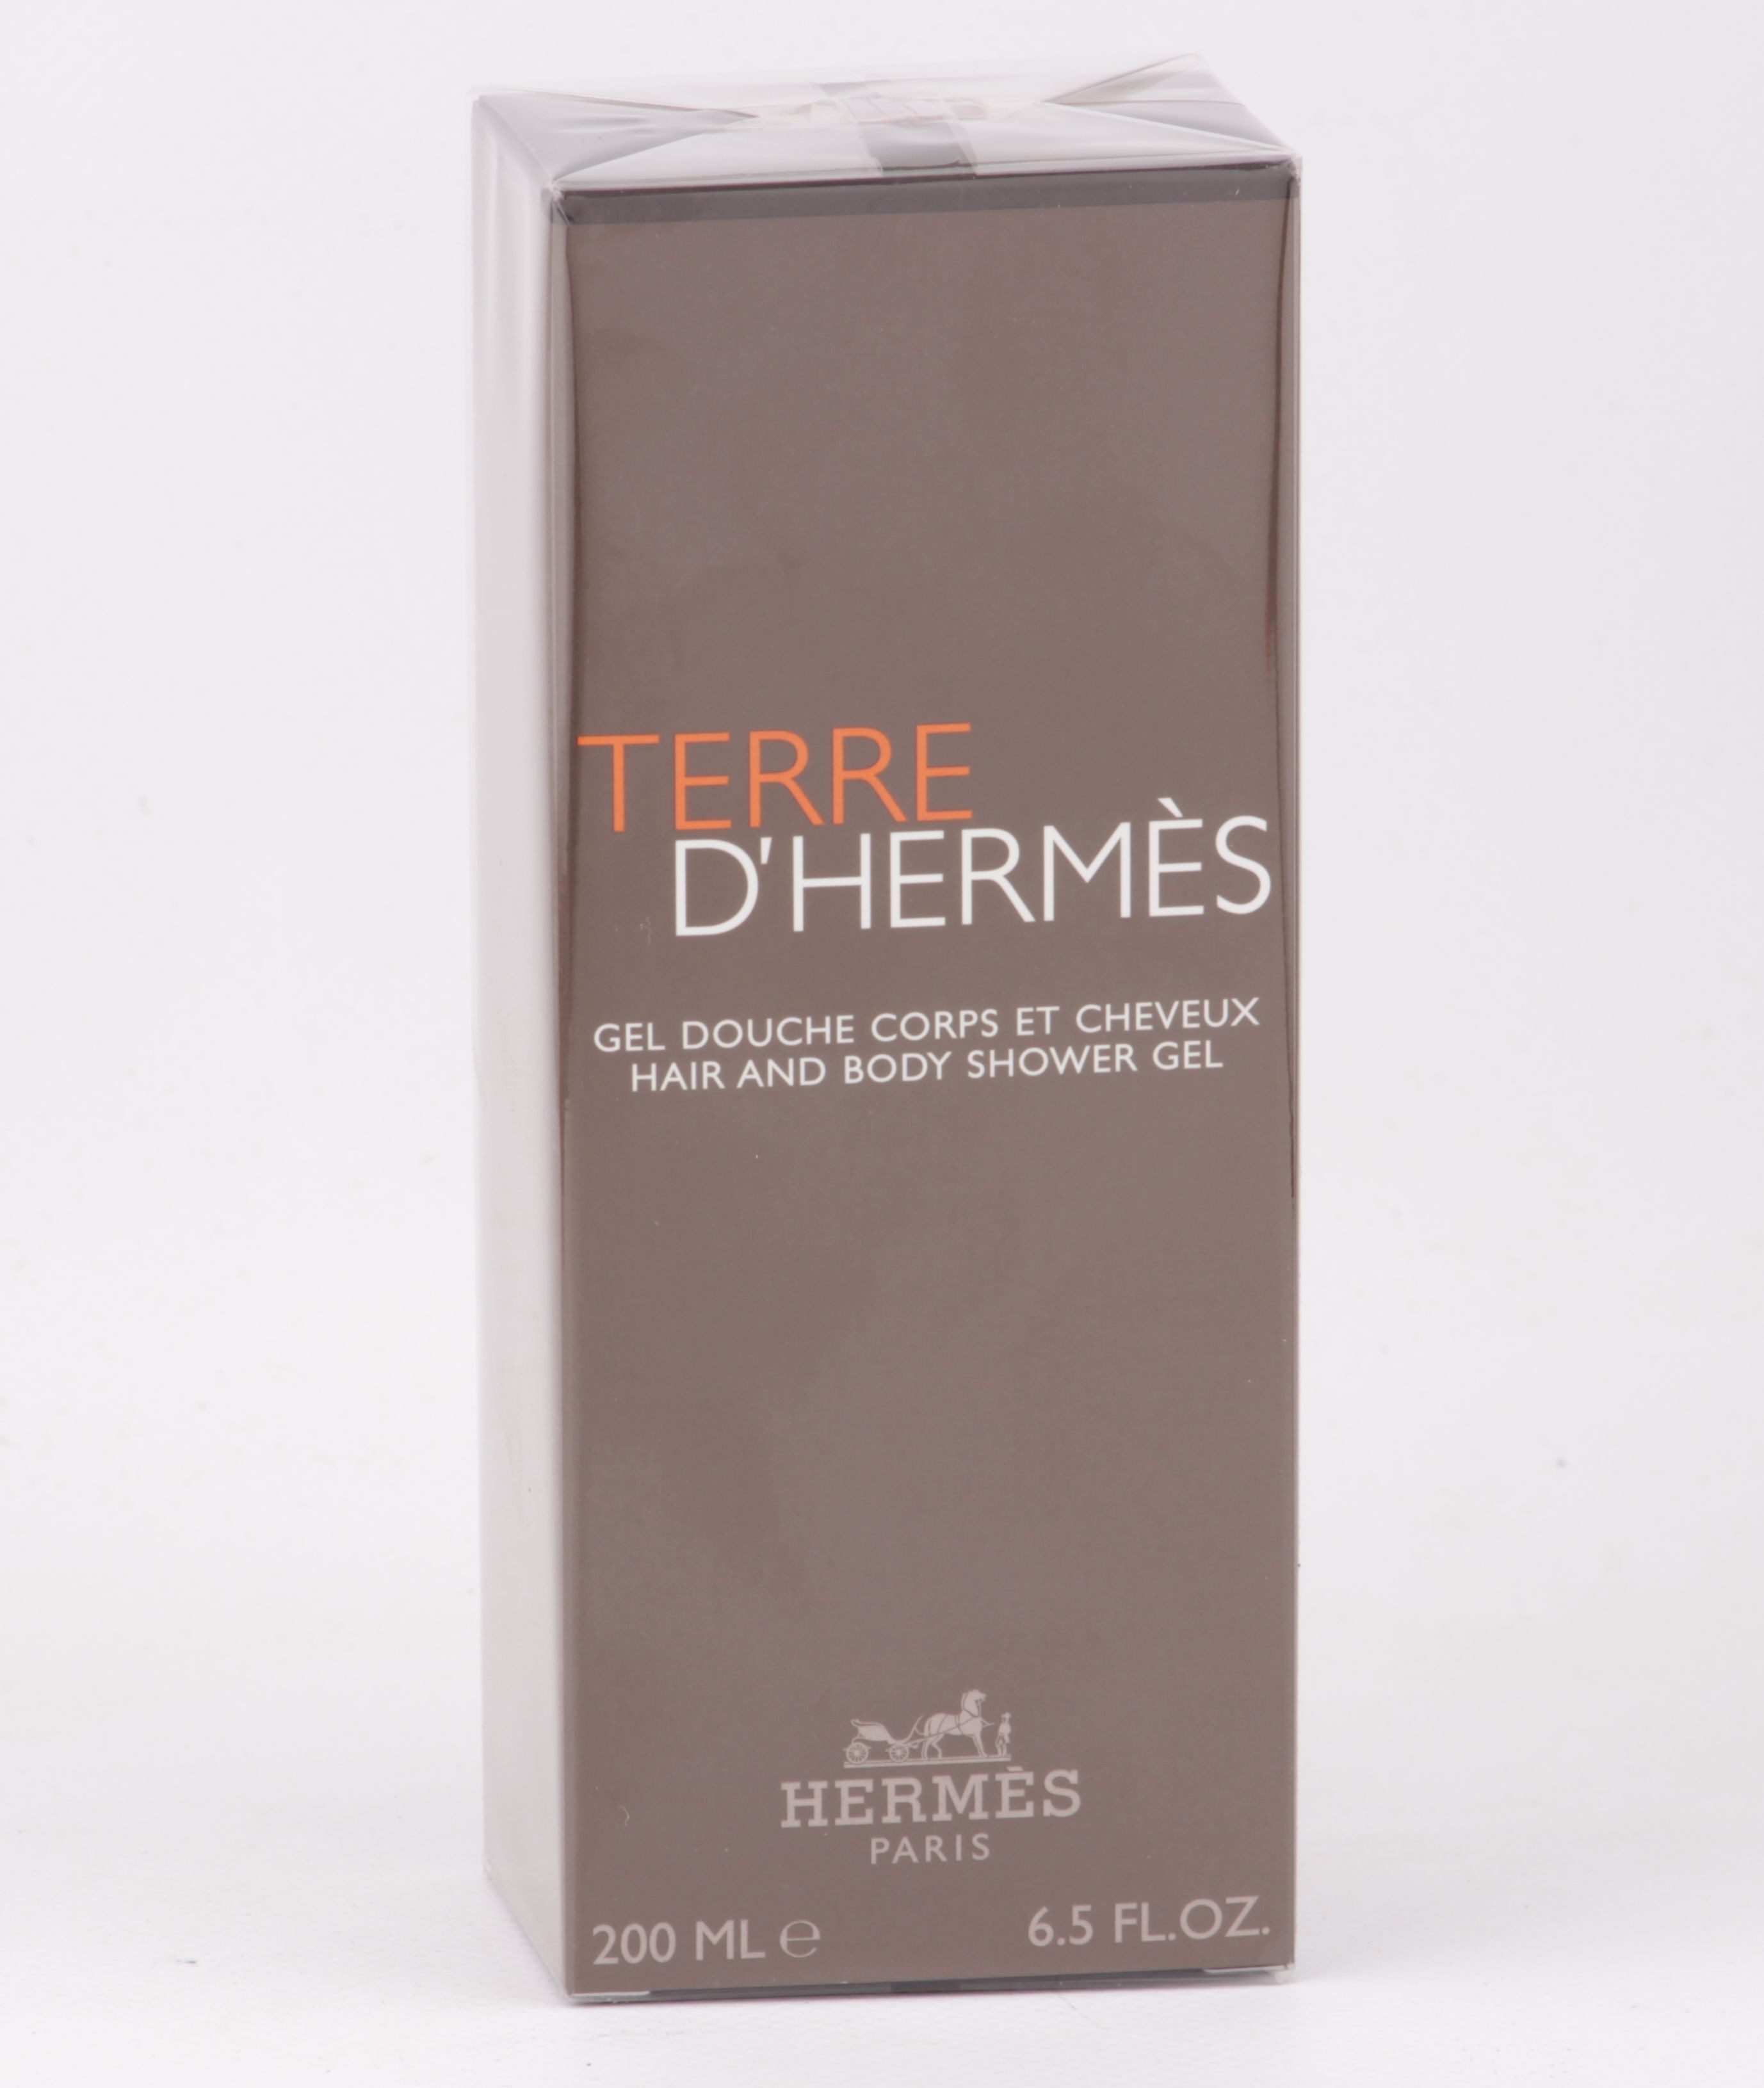 TERRE
D'HERMÈS
GEL DOUCHE CORPS ET CHEVEUX
HAIR AND BODY SHOWER GEL
HERMÈS
PARIS
200 ML ℮
6.5 FL.OZ.